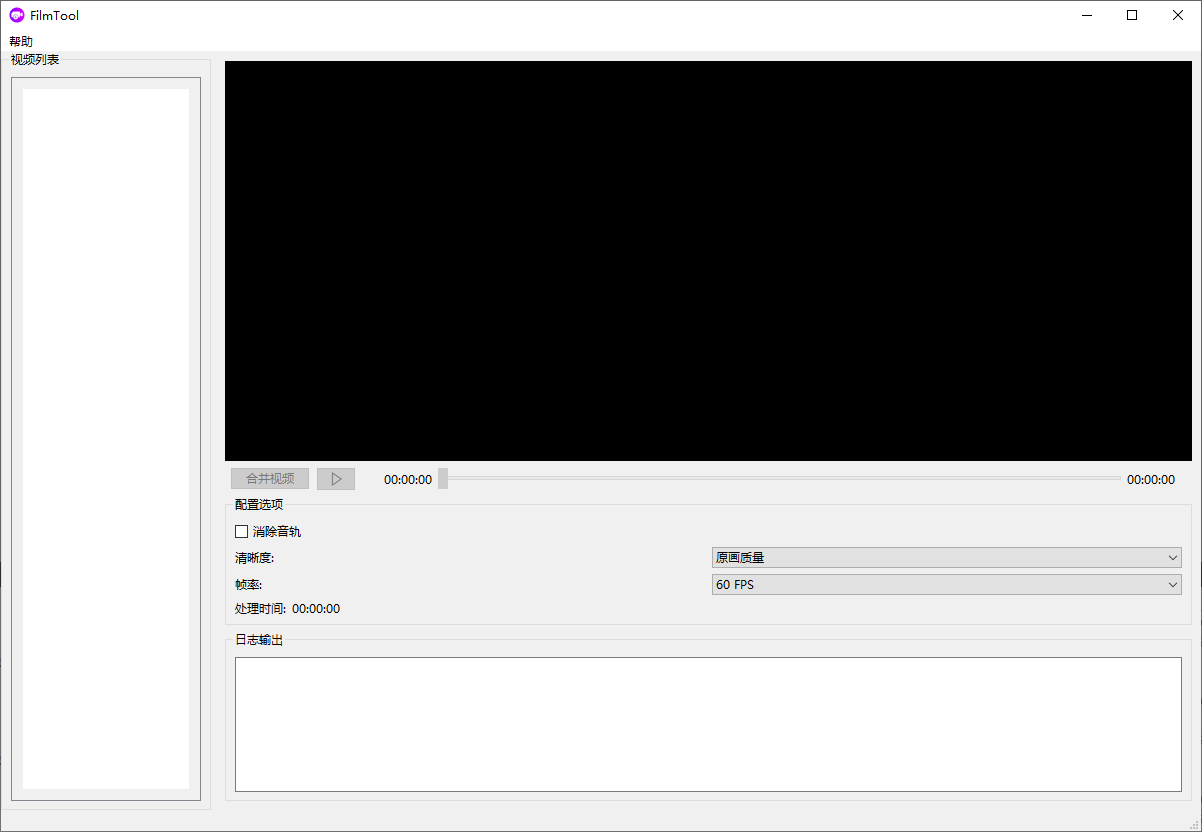 FilmTool
帮助
视频列表
合并视频
00:00:00
00:00:00
配置选项
消除音轨
清晰度: 原画质量
帧率: 60 FPS
处理时间: 00:00:00
日志输出